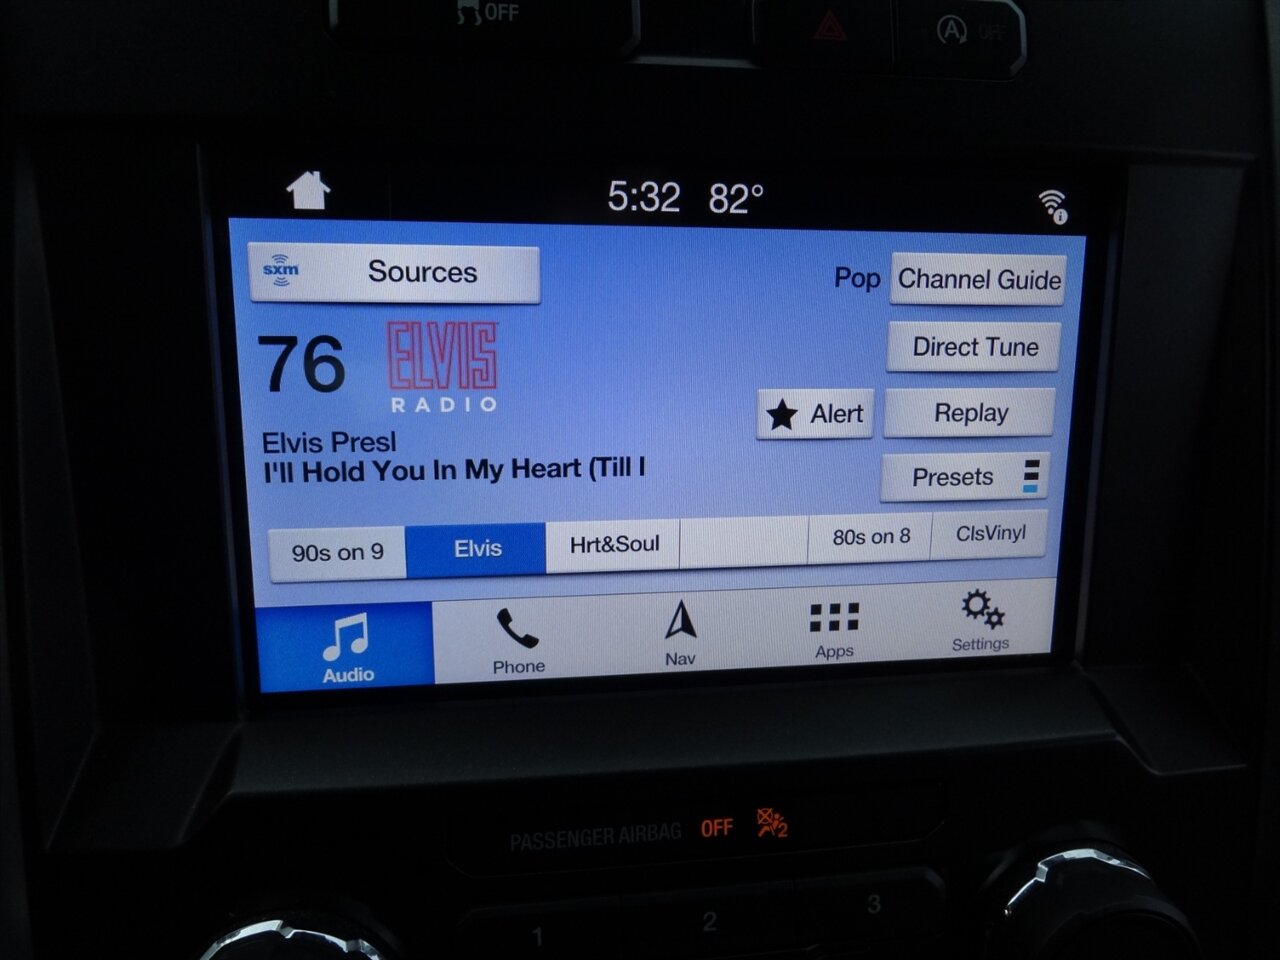 OFF
A OFF
5:32 82°
sxm Sources
Pop Channel Guide
76 ELVIS RADIO
Direct Tune
Alert Replay
Elvis Presl
I'll Hold You In My Heart (Till I
Presets
90s on 9 Elvis Hrt&Soul 80s on 8 ClsVinyl
Audio Phone Nav Apps Settings
PASSENGER AIRBAG OFF 2
1 2 3